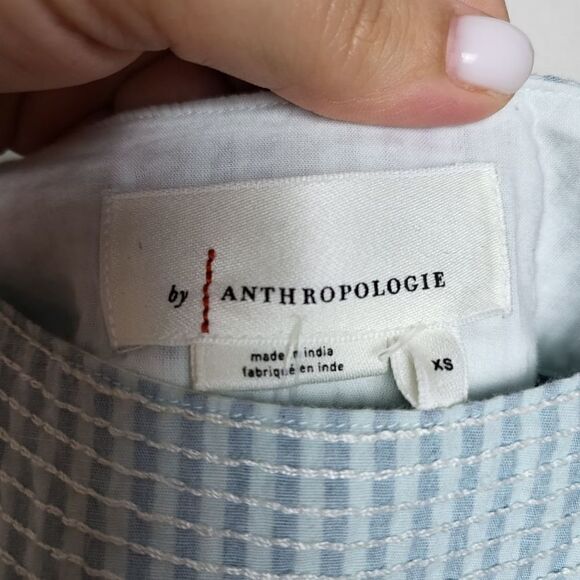 by ANTHROPOLOGIE
made in india
fabriqué en inde
XS